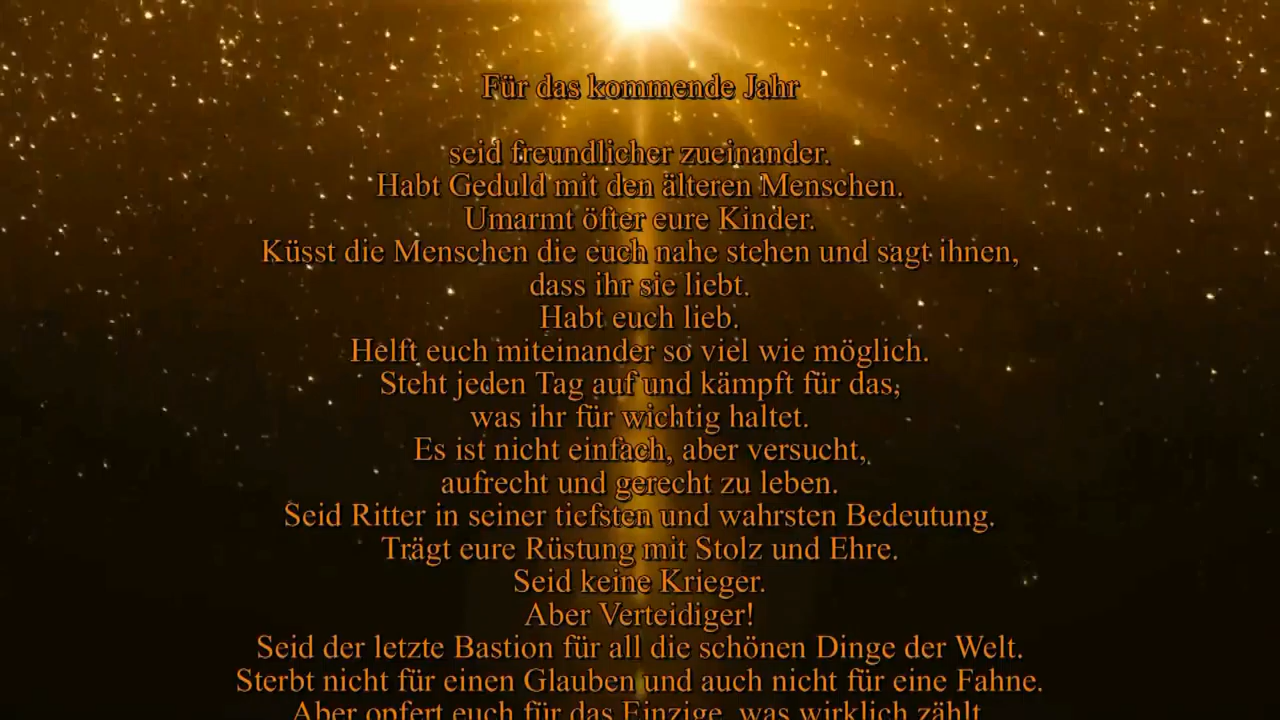 Für das kommende Jahr
seid freundlicher zueinander.
Habt Geduld mit den älteren Menschen.
Umarmt öfter eure Kinder.
Küsst die Menschen die euch nahe stehen und sagt ihnen,
dass ihr sie liebt.
Habt euch lieb.
Helft euch miteinander so viel wie möglich.
Steht jeden Tag auf und kämpft für das,
was ihr für wichtig haltet.
Es ist nicht einfach, aber versucht,
aufrecht und gerecht zu leben.
Seid Ritter in seiner tiefsten und wahrsten Bedeutung.
Trägt eure Rüstung mit Stolz und Ehre.
Seid keine Krieger.
Aber Verteidiger!
Seid der letzte Bastion für all die schönen Dinge der Welt.
Sterbt nicht für einen Glauben und auch nicht für eine Fahne.
Aber opfert euch für das Einzige, was wirklich zählt